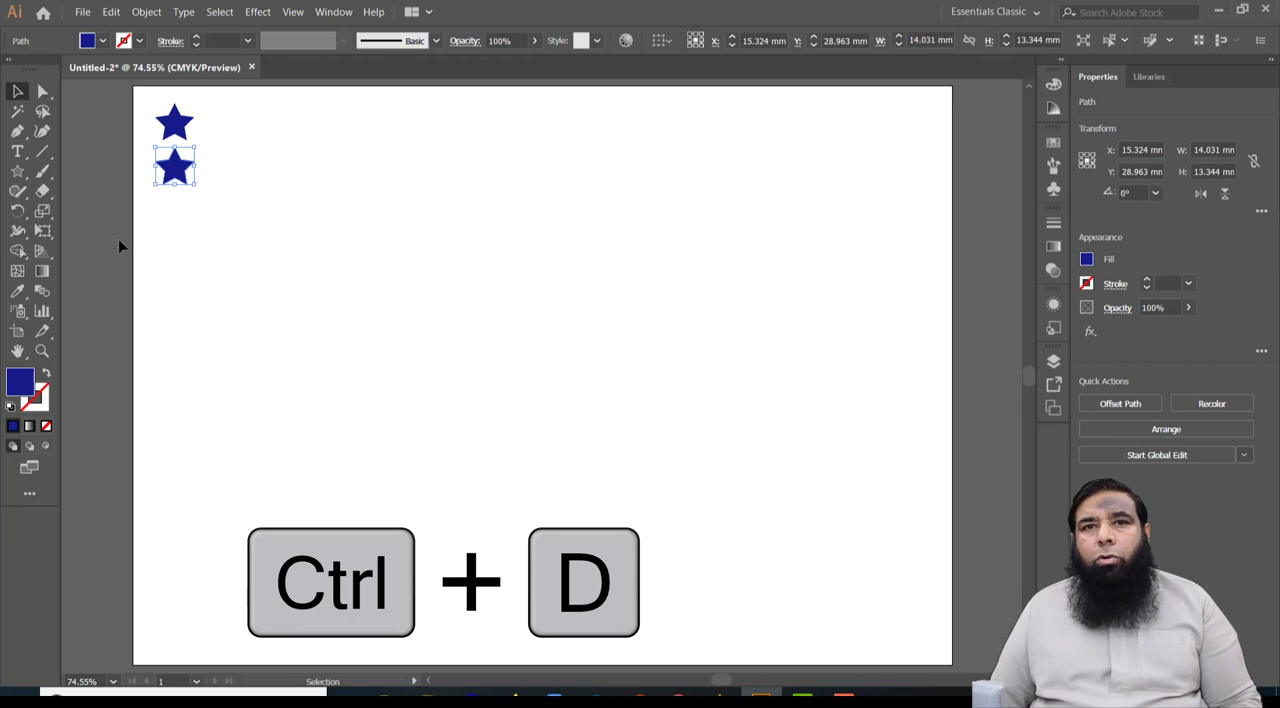 Ai File Edit Object Type Select Effect View Window Help Essentials Classic Search Adobe Stock
Path Stroke: Basic Opacity: 100% Style: X: 15.324 mm Y: 28.963 mm W: 14.031 mm H: 13.344 mm
Untitled-2* @ 74.55% (CMYK/Preview) ×
Properties Libraries
Path
Transform
X: 15.324 mm W: 14.031 mm
Y: 28.963 mm H: 13.344 mm
0°
Appearance
Fill
Stroke
Opacity 100%
fx.
Quick Actions
Offset Path Recolor
Arrange
Start Global Edit
Ctrl + D
74.55% 1 Selection